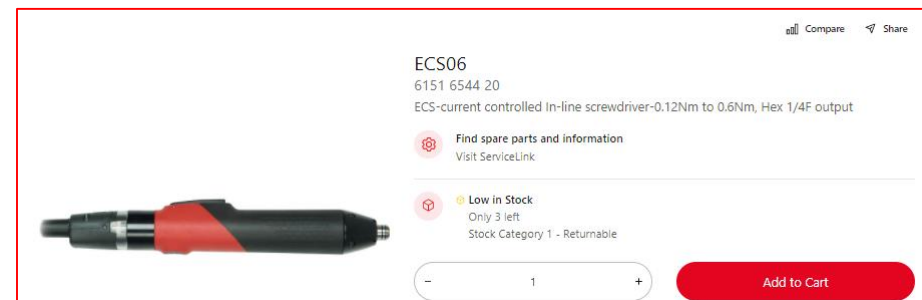 Compare Share
ECS06
6151 6544 20
ECS-current controlled In-line screwdriver-0.12Nm to 0.6Nm, Hex 1/4F output
Find spare parts and information
Visit ServiceLink
Low in Stock
Only 3 left
Stock Category 1 - Returnable
- 1 + Add to Cart